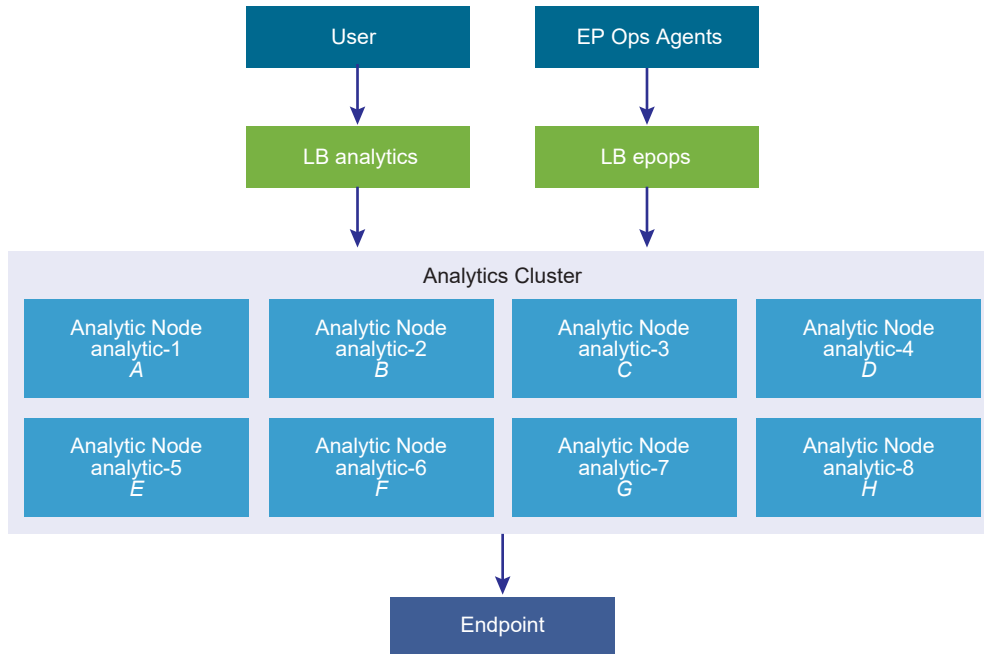 User
EP Ops Agents
LB analytics
LB epops
Analytics Cluster
Analytic Node
analytic-1
A
Analytic Node
analytic-2
B
Analytic Node
analytic-3
C
Analytic Node
analytic-4
D
Analytic Node
analytic-5
E
Analytic Node
analytic-6
F
Analytic Node
analytic-7
G
Analytic Node
analytic-8
H
Endpoint